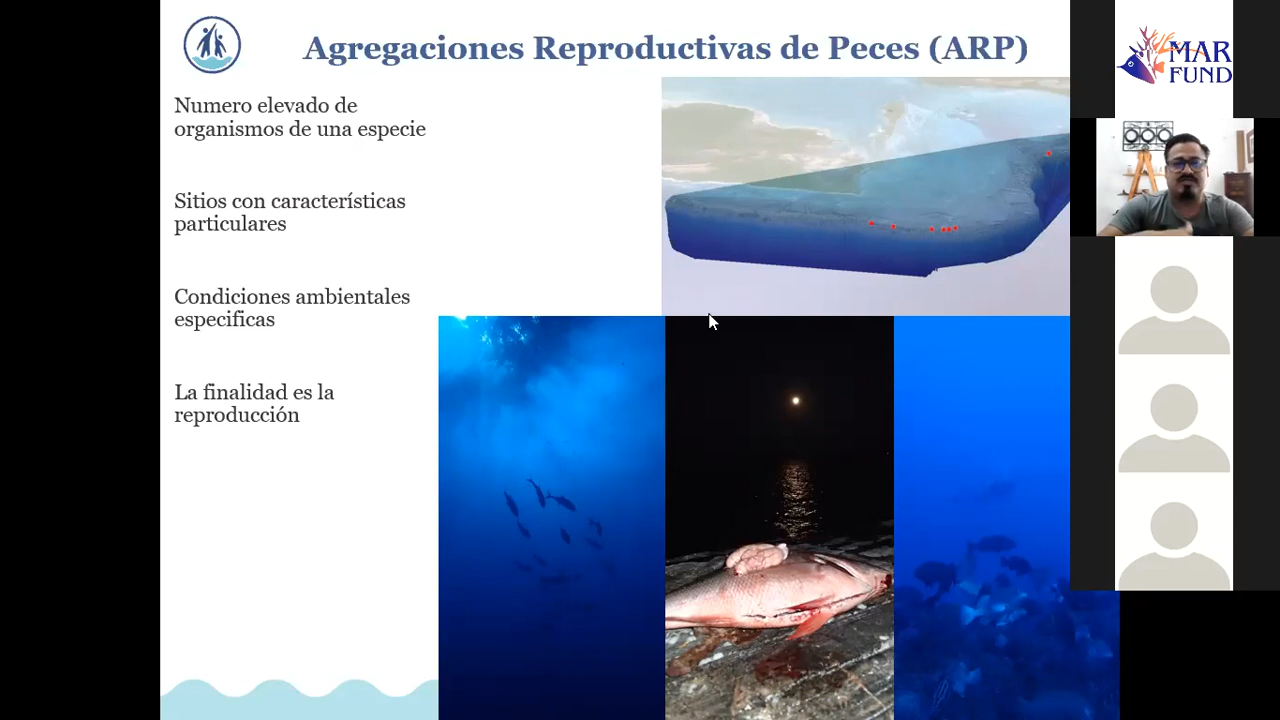 Agregaciones Reproductivas de Peces (ARP)
Numero elevado de
organismos de una especie
Sitios con características
particulares
Condiciones ambientales
especificas
La finalidad es la
reproducción
MAR
FUND